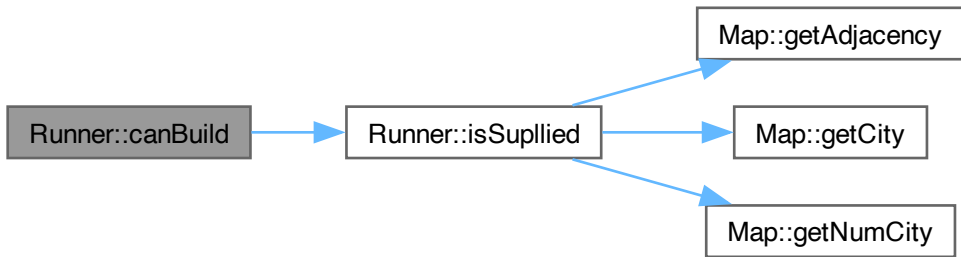 Runner::canBuild
Runner::isSupllied
Map::getAdjacency
Map::getCity
Map::getNumCity